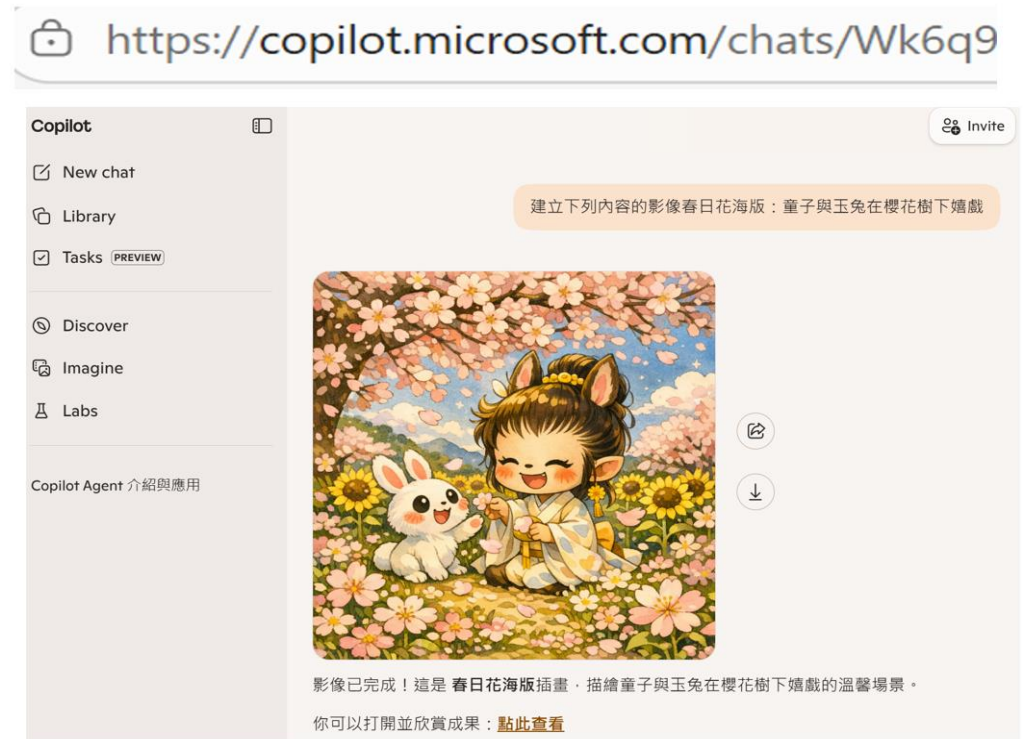 https://copilot.microsoft.com/chats/Wk6q9
Copilot
Invite
New chat
Library
Tasks PREVIEW
Discover
Imagine
Labs
Copilot Agent 介紹與應用
建立下列內容的影像春日花海版：童子與玉兔在櫻花樹下嬉戲
影像已完成！這是 春日花海版插畫，描繪童子與玉兔在櫻花樹下嬉戲的溫馨場景。
你可以打開並欣賞成果：點此查看